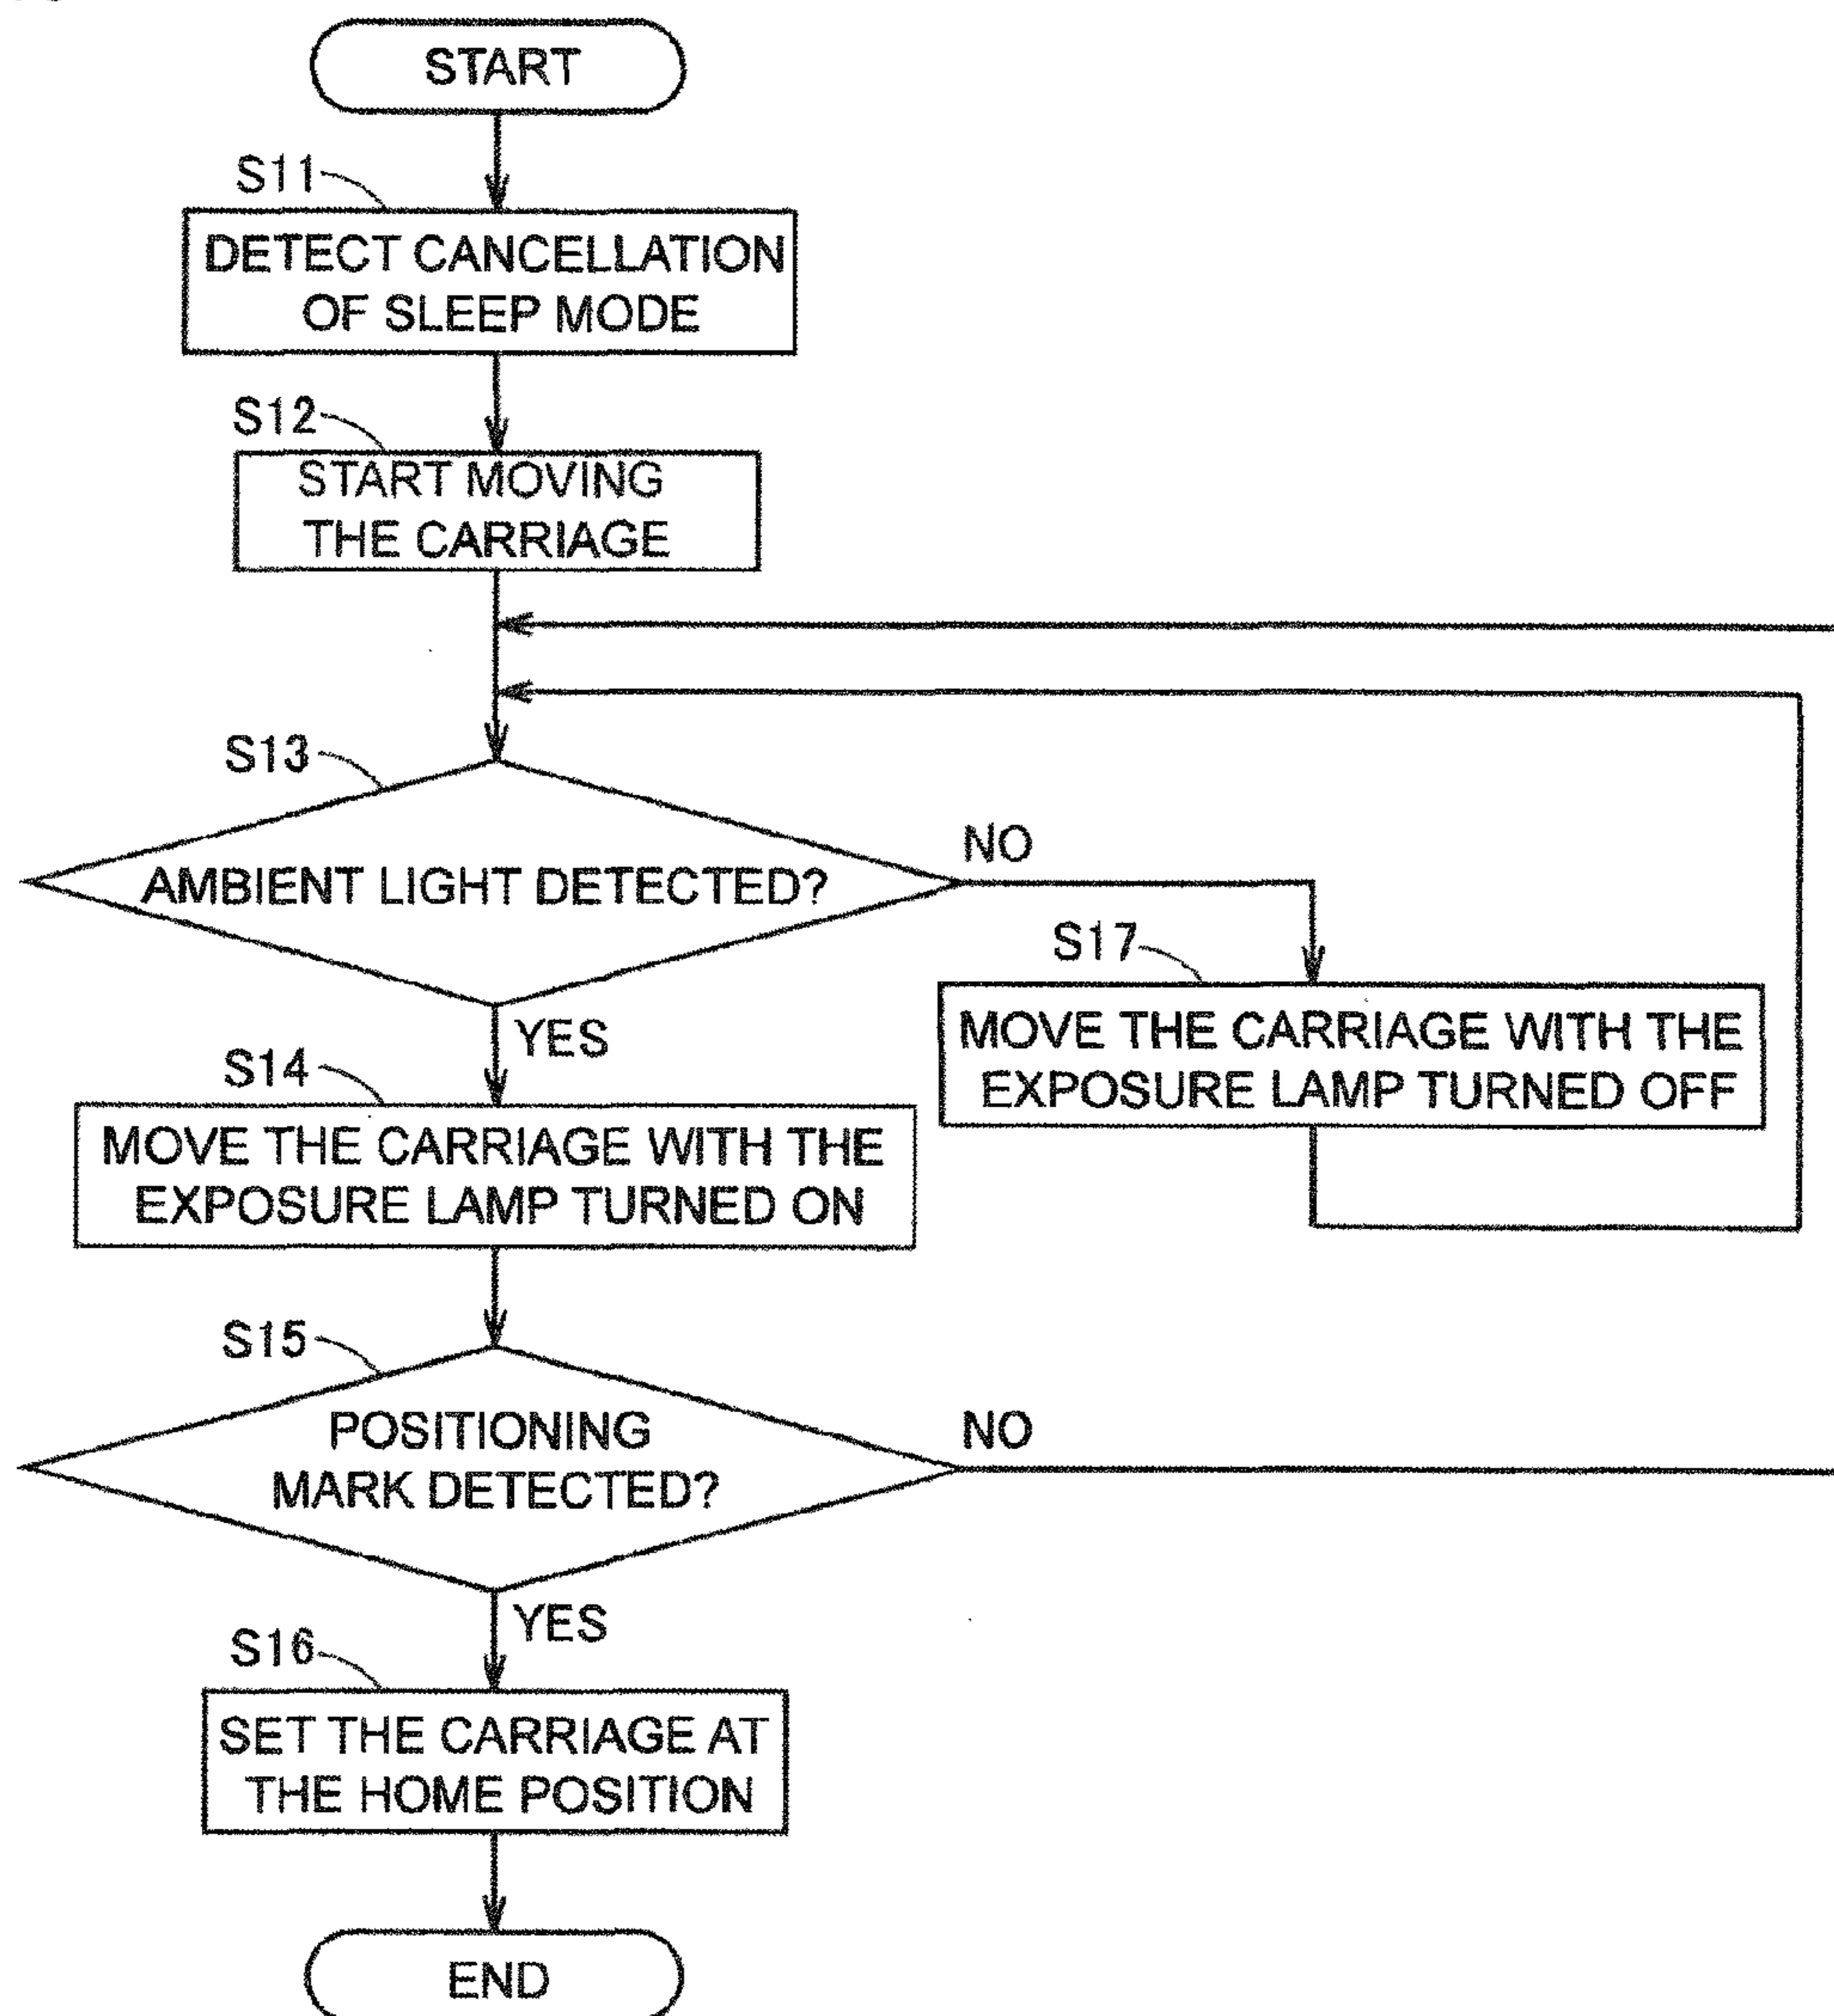 START
S11
DETECT CANCELLATION
OF SLEEP MODE
S12
START MOVING
THE CARRIAGE
S13
AMBIENT LIGHT DETECTED?
NO
S17
MOVE THE CARRIAGE WITH THE
EXPOSURE LAMP TURNED OFF
YES
S14
MOVE THE CARRIAGE WITH THE
EXPOSURE LAMP TURNED ON
S15
POSITIONING
MARK DETECTED?
NO
YES
S16
SET THE CARRIAGE AT
THE HOME POSITION
END